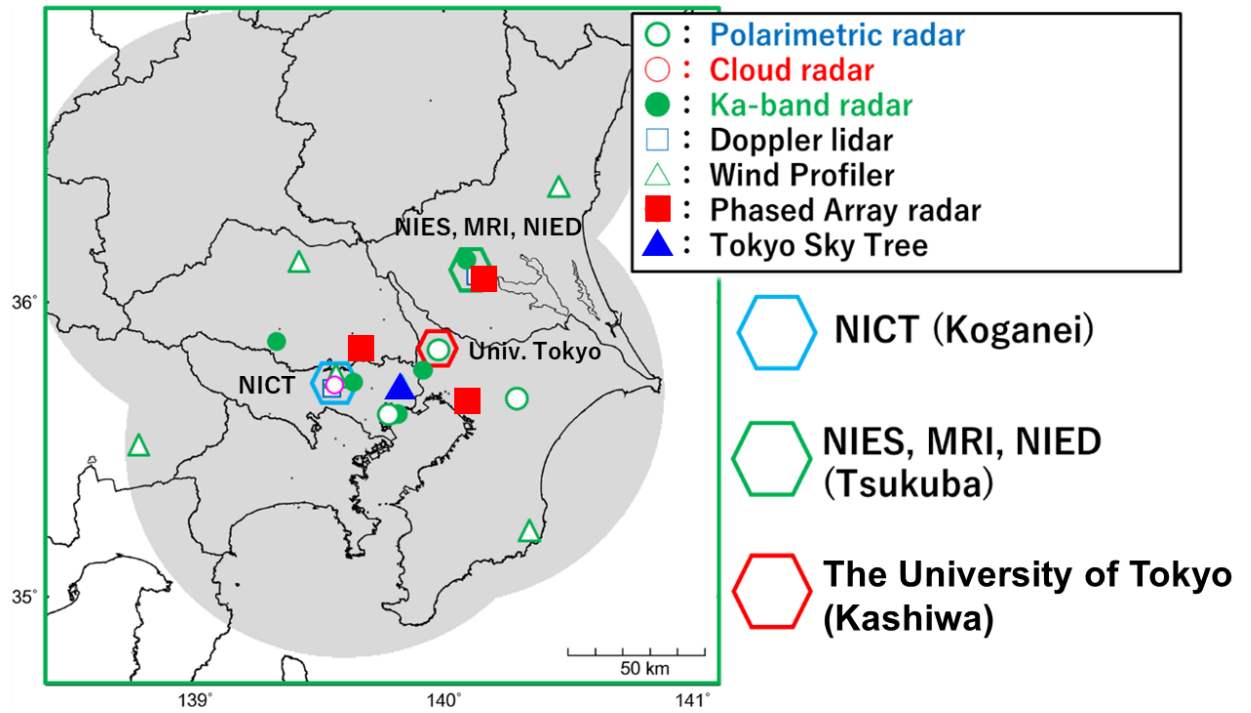 ○ : Polarimetric radar
○ : Cloud radar
● : Ka-band radar
□ : Doppler lidar
△ : Wind Profiler
■ : Phased Array radar
▲ : Tokyo Sky Tree
NIES, MRI, NIED
Univ. Tokyo
NICT
36°
35°
139°
140°
141°
50 km
NICT (Koganei)
NIES, MRI, NIED
(Tsukuba)
The University of Tokyo
(Kashiwa)